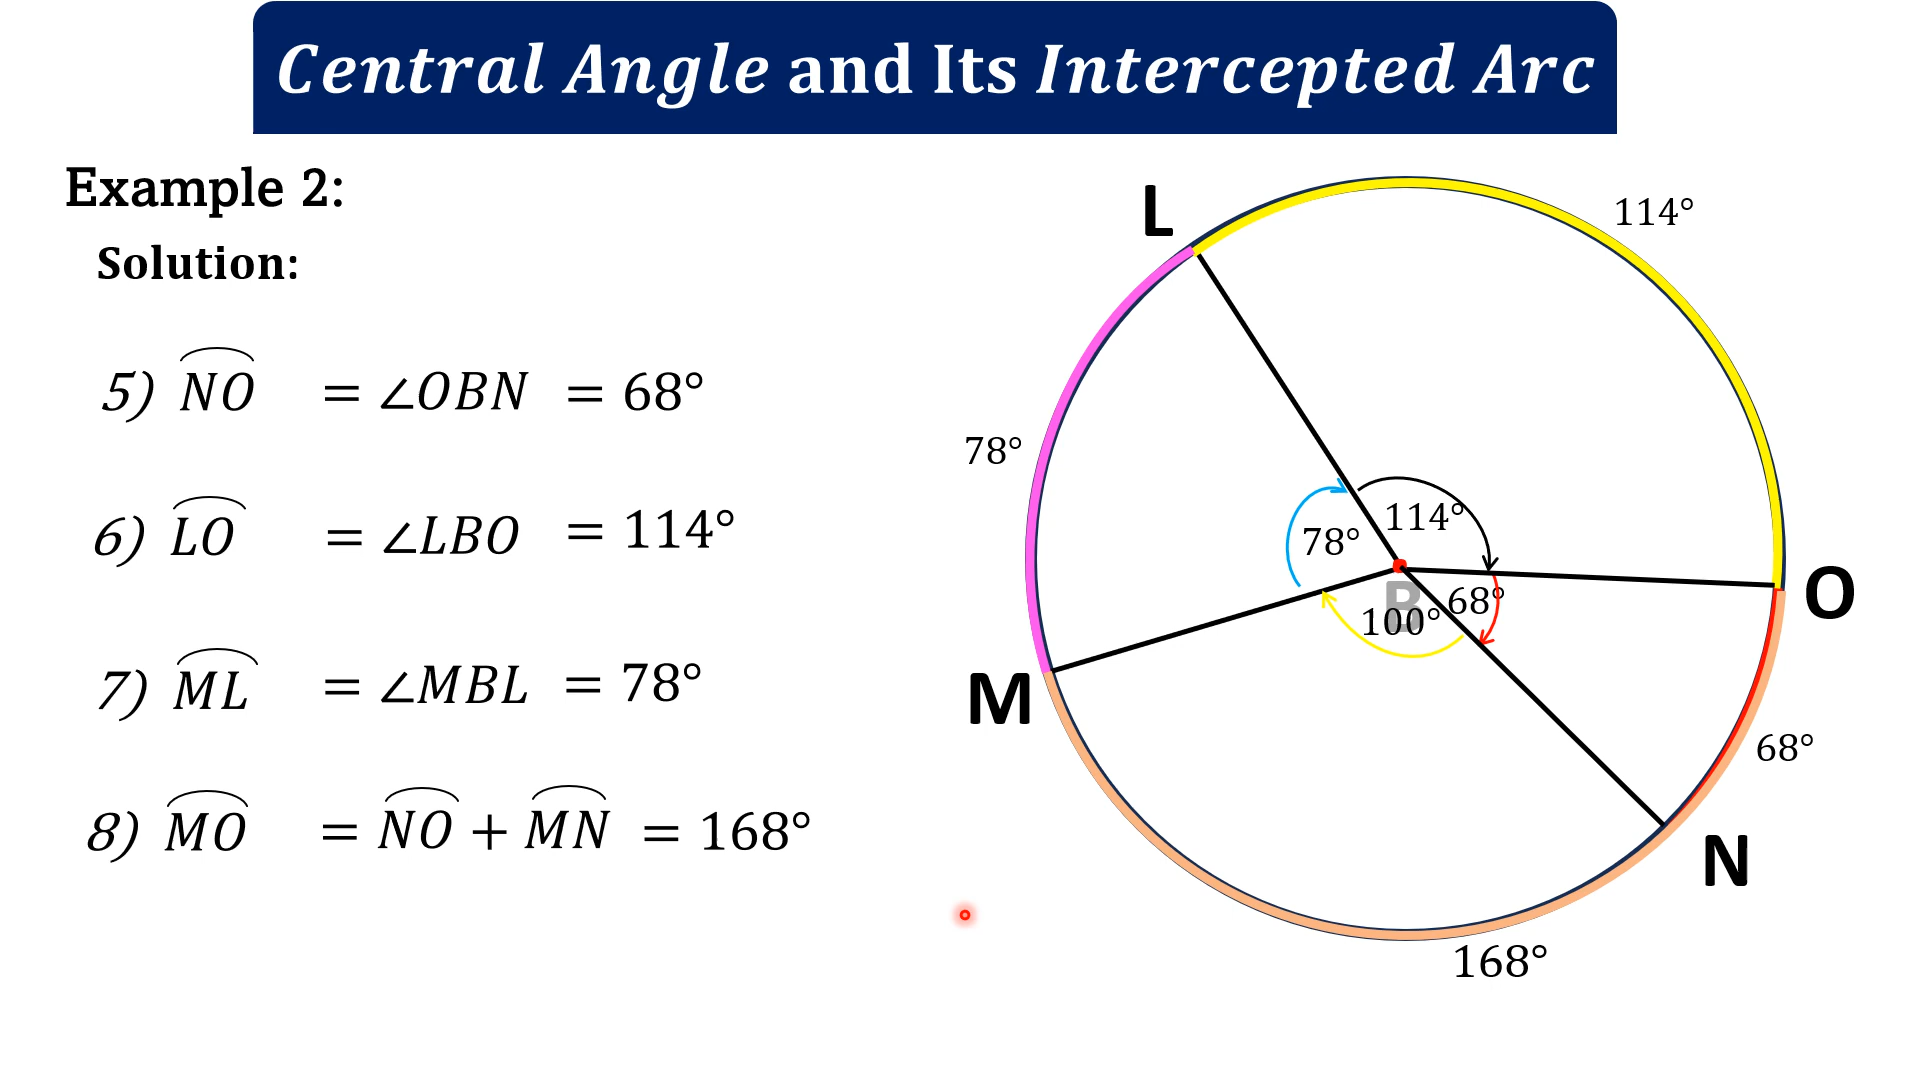 Central Angle and Its Intercepted Arc
Example 2:
Solution:
5) NO = ∠OBN = 68°
6) LO = ∠LBO = 114°
7) ML = ∠MBL = 78°
8) MO = NO + MN = 168°
L
114°
78°
114°
78°
O
B
68°
100°
M
68°
N
168°